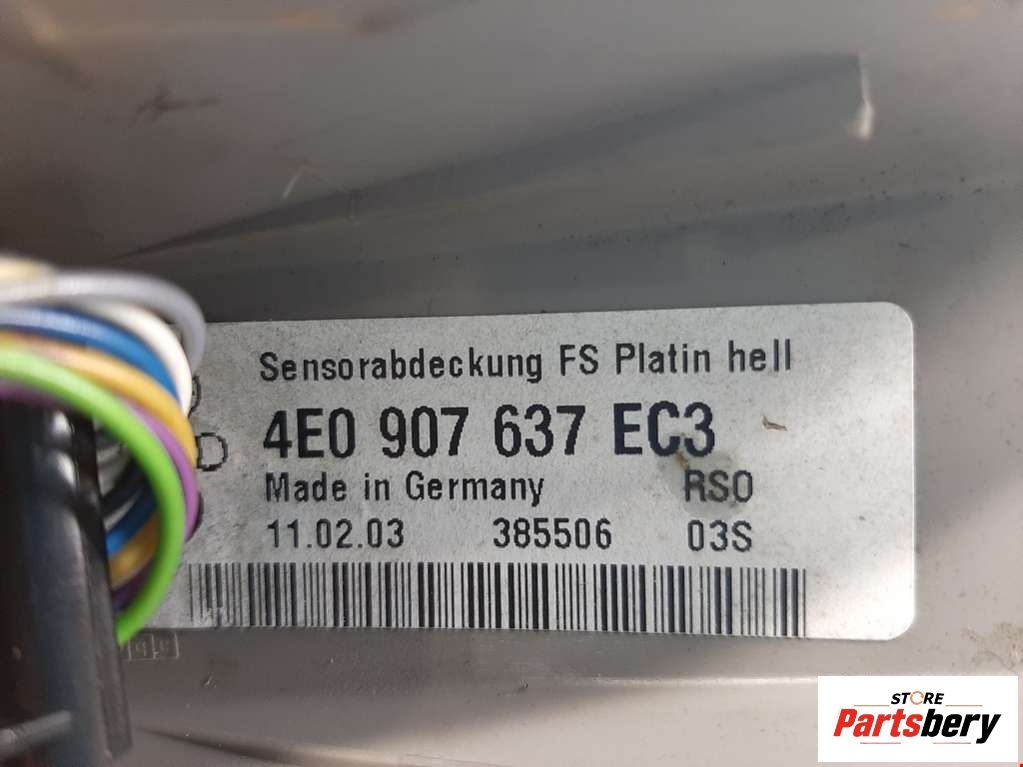 Sensorabdeckung FS Platin hell
4E0 907 637 EC3
Made in Germany RSO
11.02.03 385506 03S
STORE
Partsbery